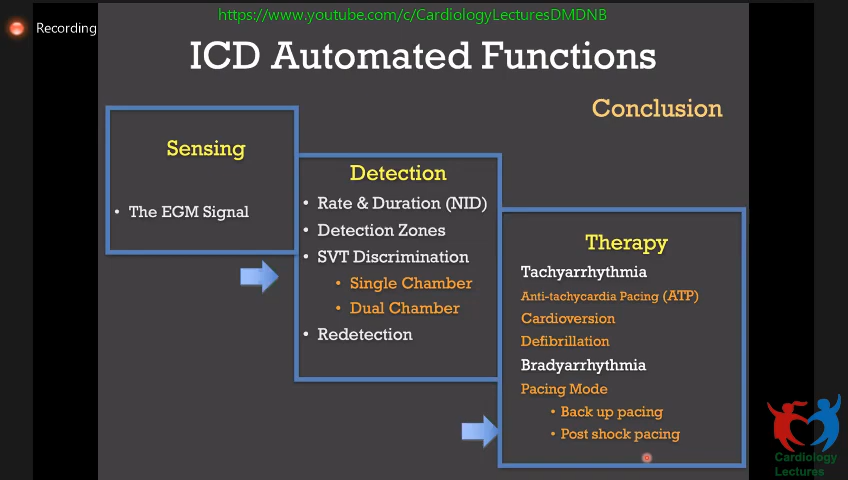 https://www.youtube.com/c/CardiologyLecturesDMDNB
Recording
ICD Automated Functions
Conclusion
Sensing
• The EGM Signal
Detection
• Rate & Duration (NID)
• Detection Zones
• SVT Discrimination
• Single Chamber
• Dual Chamber
• Redetection
Therapy
Tachyarrhythmia
Anti-tachycardia Pacing (ATP)
Cardioversion
Defibrillation
Bradyarrhythmia
Pacing Mode
• Back up pacing
• Post shock pacing
Cardiology
Lectures